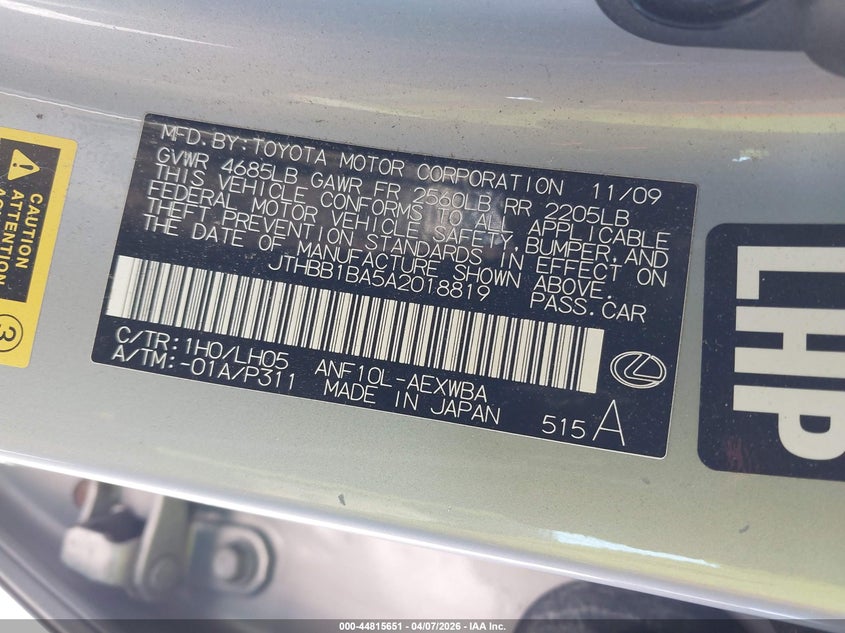 MFD.BY:TOYOTA MOTOR CORPORATION 11/09
GVWR 4685LB GAWR FR 2560LB RR 2205LB
THIS VEHICLE CONFORMS TO ALL APPLICABLE
FEDERAL MOTOR VEHICLE SAFETY,BUMPER,AND
THEFT PREVENTION STANDARDS IN EFFECT ON
THE DATE OF MANUFACTURE SHOWN ABOVE.
JTHBB1BA5A2018819 PASS.CAR
C/TR:1H0/LH05 ANF10L-AEXWBA
A/TM:-01A/P311 MADE IN JAPAN
515A
CAUTION
ATTENTION
3
LHP
000-44815651 - 04/07/2026 - IAA Inc.